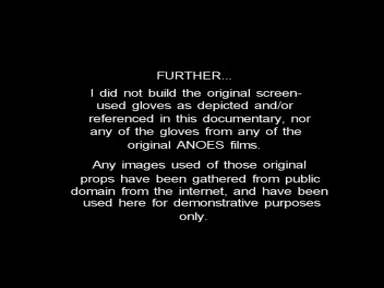 FURTHER...
I did not build the original screen-
used gloves as depicted and/or
referenced in this documentary, nor
any of the gloves from any of the
original ANOES films.
Any images used of those original
props have been gathered from public
domain from the internet, and have been
used here for demonstrative purposes
only.